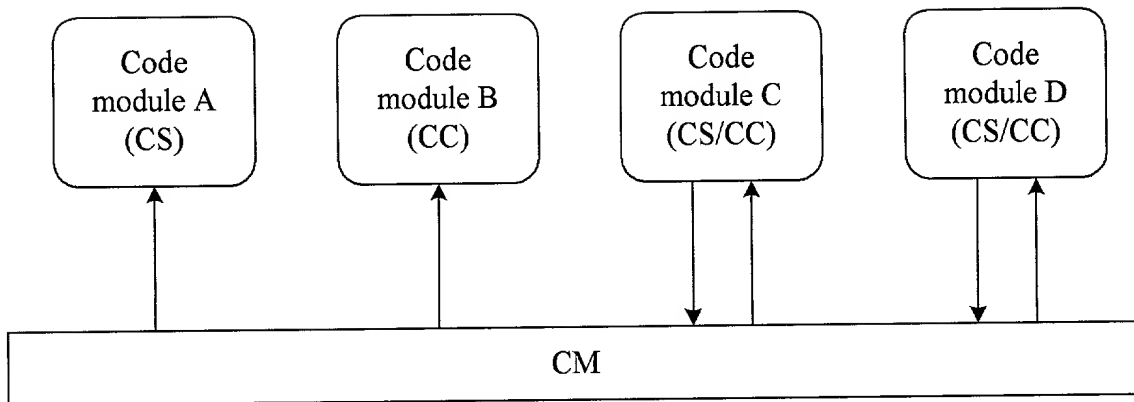 Code
module A
(CS)
Code
module B
(CC)
Code
module C
(CS/CC)
Code
module D
(CS/CC)
CM